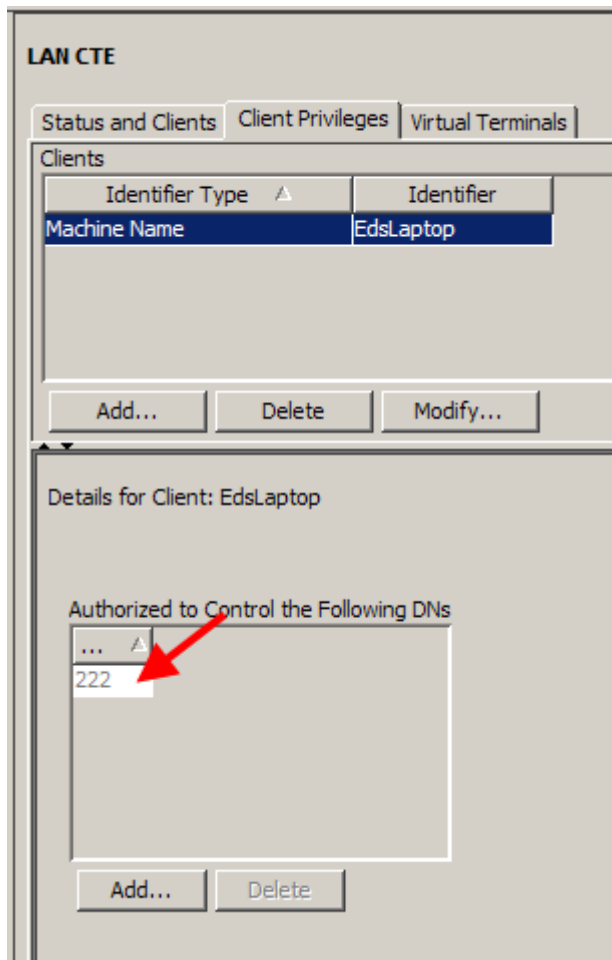 LAN CTE
Status and Clients Client Privileges Virtual Terminals
Clients
Identifier Type Identifier
Machine Name EdsLaptop
Add... Delete Modify...
Details for Client: EdsLaptop
Authorized to Control the Following DNs
...
222
Add... Delete